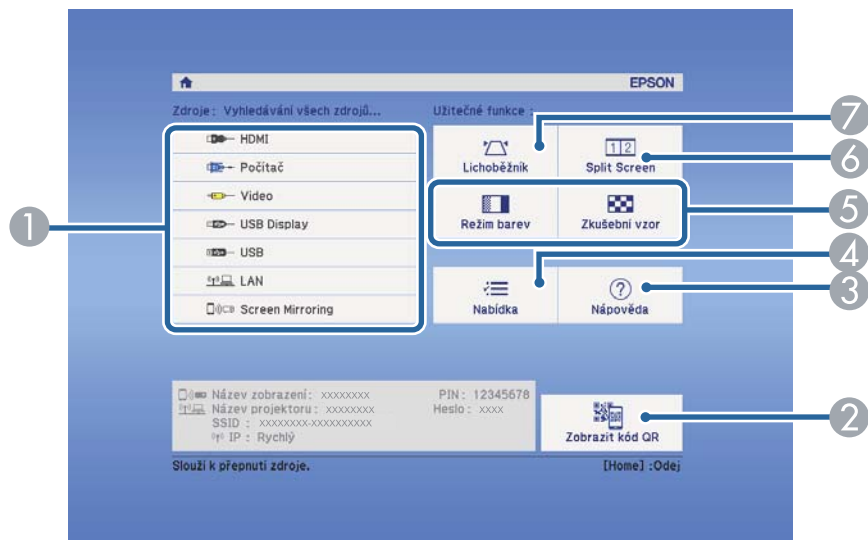 EPSON
Zdroje: Vyhledávání všech zdrojů...
HDMI
Počítač
Video
USB Display
USB
LAN
Screen Mirroring
Užitečné funkce :
Lichoběžník
1 2
Split Screen
Režim barev
Zkušební vzor
Nabídka
?
Nápověda
Název zobrazení: xxxxxxxx
PIN: 12345678
Název projektoru: xxxxxxxx
Heslo: xxxx
SSID : xxxxxxxx-xxxxxxxxxx
IP : Rychlý
Zobrazit kód QR
Slouží k přepnutí zdroje.
[Home] :Odej
1
7
6
5
4
3
2